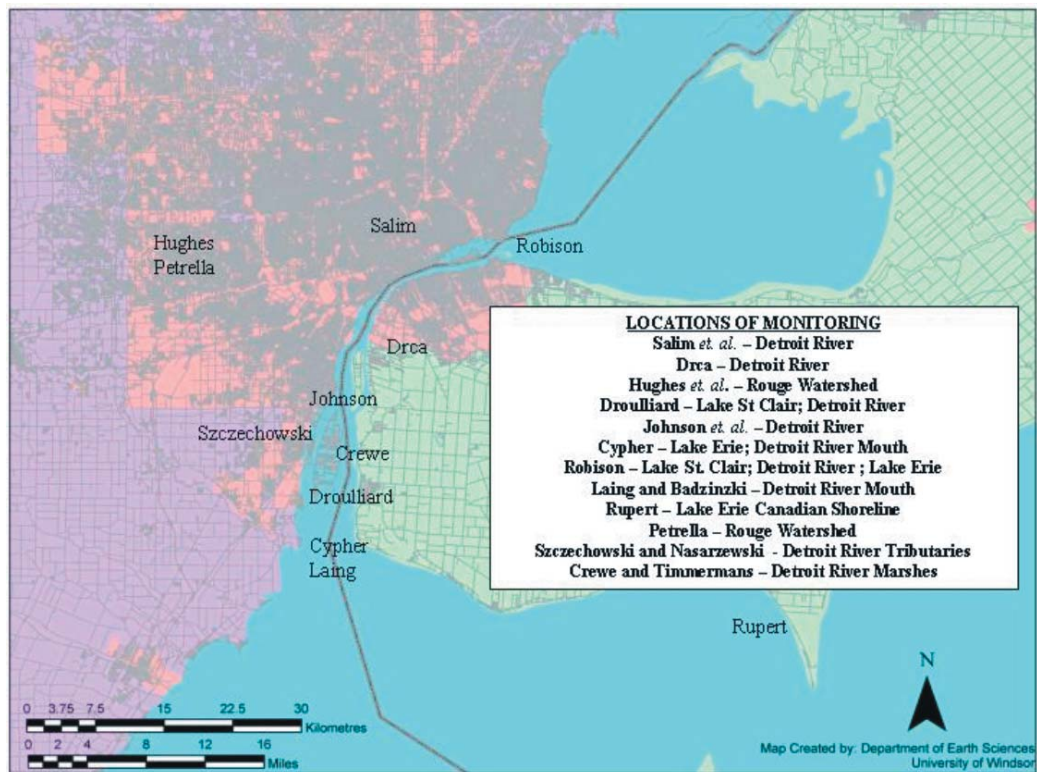 Salim
Hughes
Petrella
Robison
Drca
Johnson
Szczechowski
Crewe
Droulliard
Cypher
Laing
Rupert
LOCATIONS OF MONITORING
Salim et. al. – Detroit River
Drca – Detroit River
Hughes et. al. – Rouge Watershed
Droulliard – Lake St Clair; Detroit River
Johnson et. al. – Detroit River
Cypher – Lake Erie; Detroit River Mouth
Robison – Lake St. Clair; Detroit River ; Lake Erie
Laing and Badzinzki – Detroit River Mouth
Rupert – Lake Erie Canadian Shoreline
Petrella – Rouge Watershed
Szczechowski and Nasarzewski - Detroit River Tributaries
Crewe and Timmermans – Detroit River Marshes
N
0 3.75 7.5 15 22.5 30
Kilometres
0 2 4 8 12 16
Miles
Map Created by: Department of Earth Sciences
University of Windsor